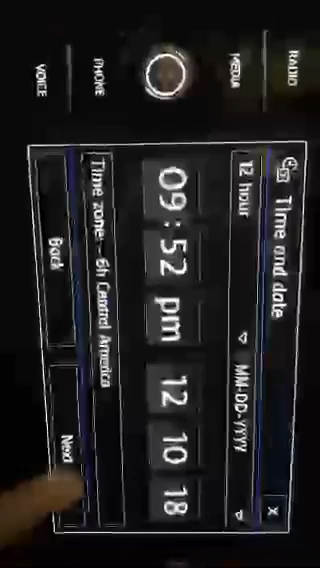 RADIO
MEDIA
PHONE
VOICE
Time and date
X
12 hour MM-DD-YYYY
09:52 pm 12 10 18
Time zone: - 6h Central America
Back Next